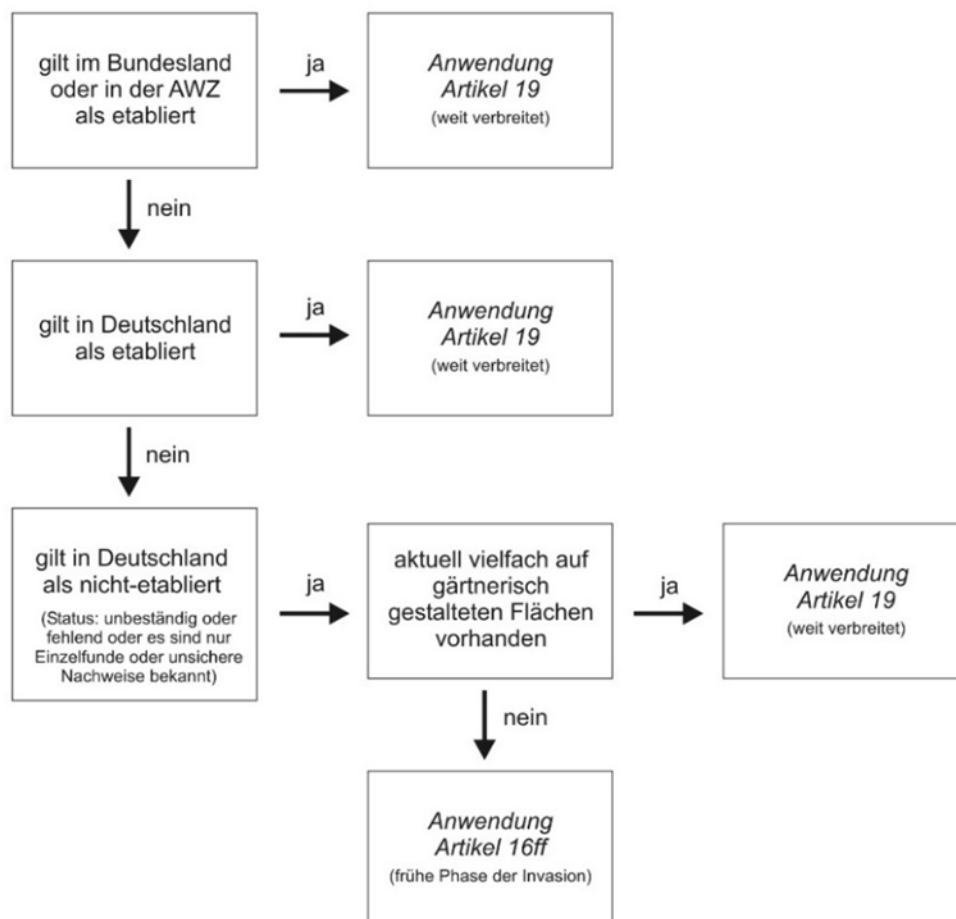 gilt im Bundesland
oder in der AWZ
als etabliert
ja
Anwendung
Artikel 19
(weit verbreitet)
nein
gilt in Deutschland
als etabliert
ja
Anwendung
Artikel 19
(weit verbreitet)
nein
gilt in Deutschland
als nicht-etabliert
(Status: unbeständig oder
fehlend oder es sind nur
Einzelfunde oder unsichere
Nachweise bekannt)
ja
aktuell vielfach auf
gärtnerisch
gestalteten Flächen
vorhanden
ja
Anwendung
Artikel 19
(weit verbreitet)
nein
Anwendung
Artikel 16ff
(frühe Phase der Invasion)